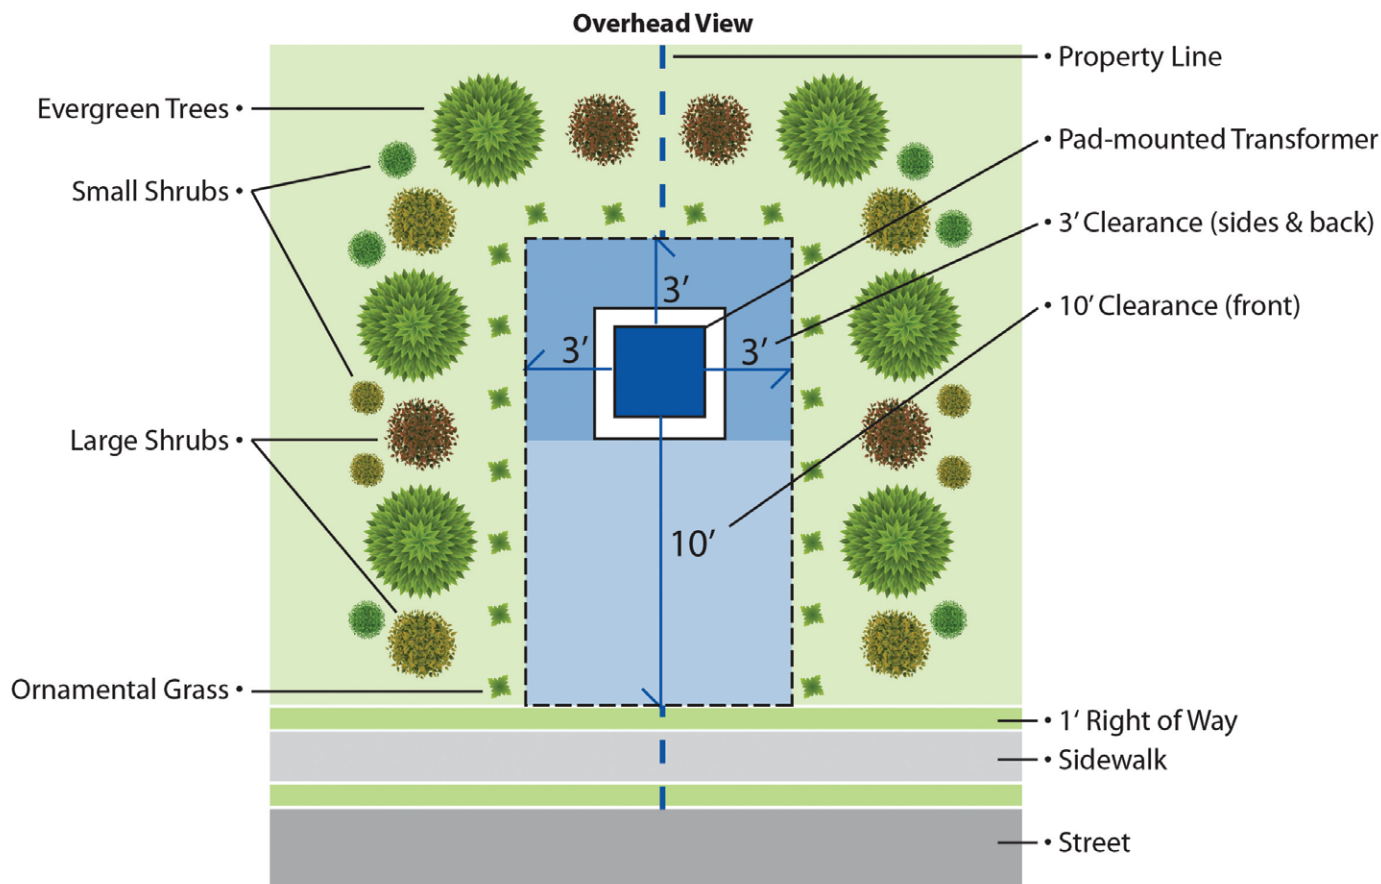 Overhead View
Evergreen Trees •
Small Shrubs •
Large Shrubs •
Ornamental Grass •
• Property Line
• Pad-mounted Transformer
• 3′ Clearance (sides & back)
• 10′ Clearance (front)
3′
3′
3′
10′
• 1′ Right of Way
• Sidewalk
• Street